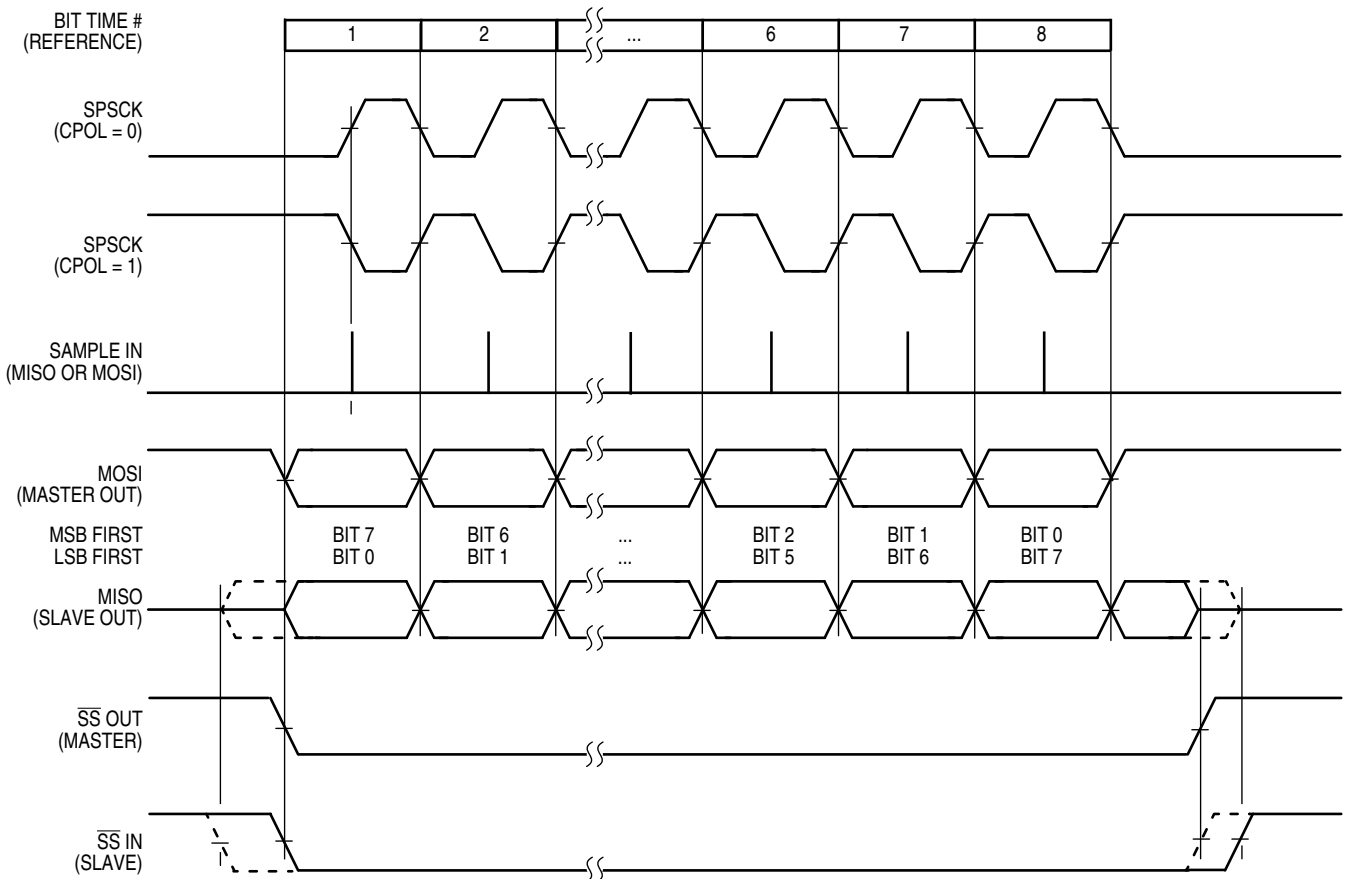 BIT TIME #
(REFERENCE)
1 2 ... 6 7 8
SPSCK
(CPOL = 0)
SPSCK
(CPOL = 1)
SAMPLE IN
(MISO OR MOSI)
MOSI
(MASTER OUT)
MSB FIRST BIT 7 BIT 6 ... BIT 2 BIT 1 BIT 0
LSB FIRST BIT 0 BIT 1 ... BIT 5 BIT 6 BIT 7
MISO
(SLAVE OUT)
S̅S̅ OUT
(MASTER)
S̅S̅ IN
(SLAVE)